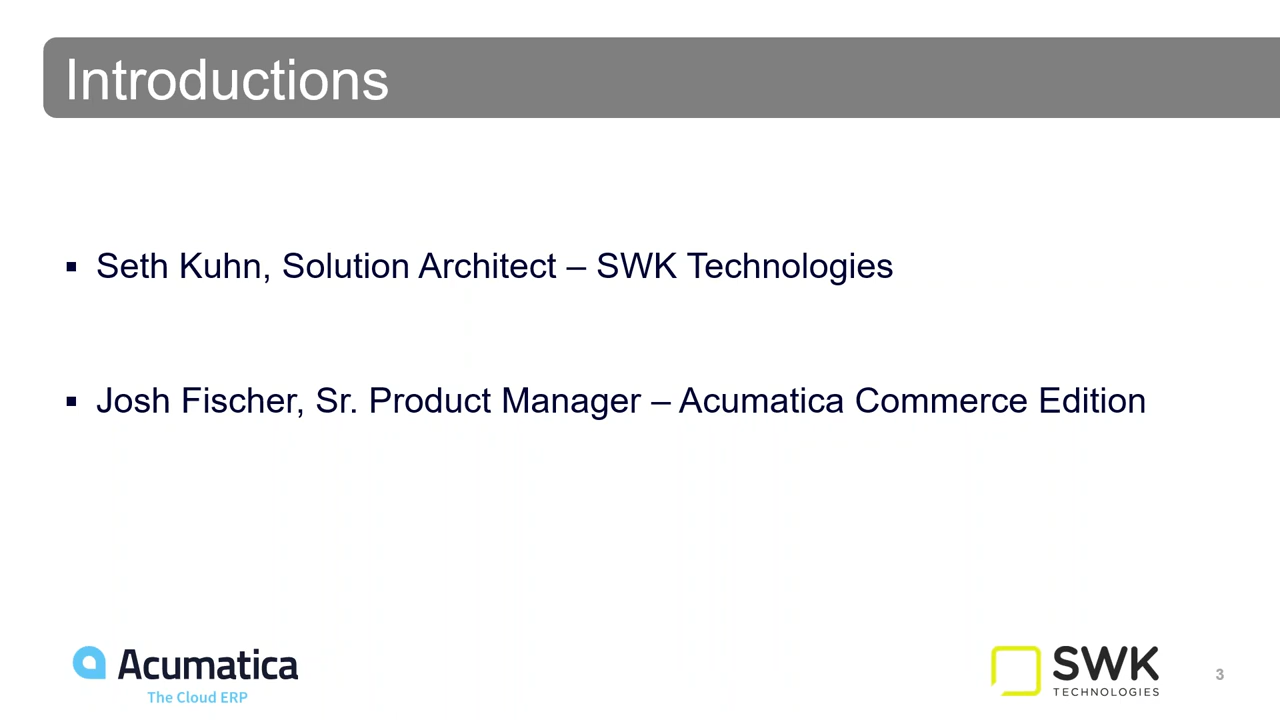 Introductions
▪ Seth Kuhn, Solution Architect – SWK Technologies
▪ Josh Fischer, Sr. Product Manager – Acumatica Commerce Edition
Acumatica
The Cloud ERP
SWK
TECHNOLOGIES
3